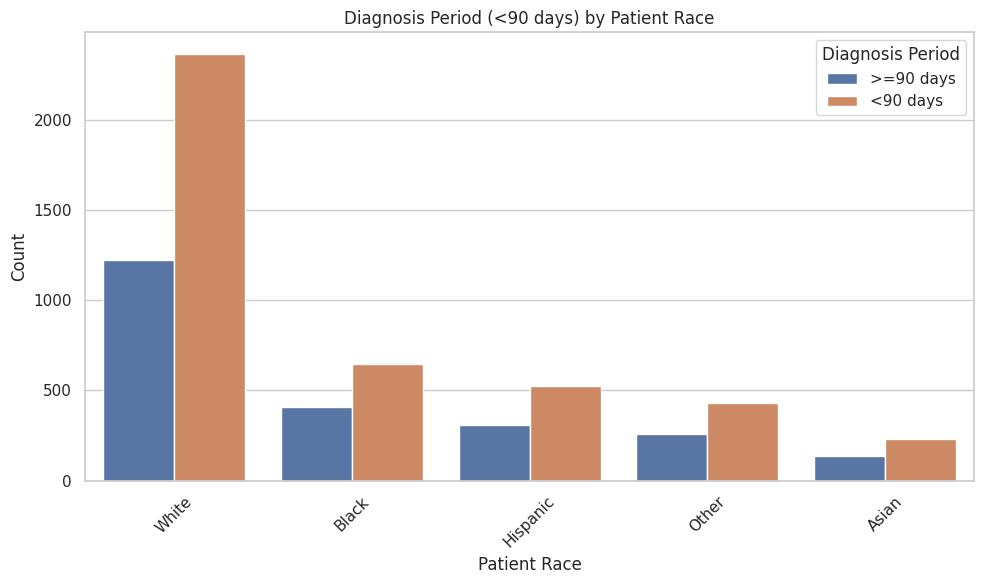 Diagnosis Period (<90 days) by Patient Race
Diagnosis Period
>=90 days
<90 days
Count
2000
1500
1000
500
0
White
Black
Hispanic
Other
Asian
Patient Race